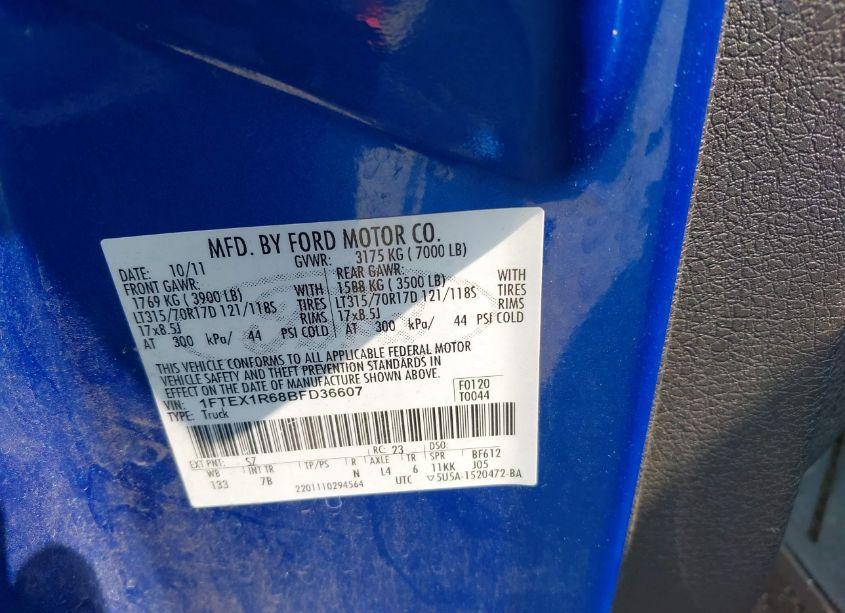 MFD. BY FORD MOTOR CO.
DATE: 10/11 GVWR: 3175 KG ( 7000 LB)
FRONT GAWR: REAR GAWR:
1769 KG (3900 LB) WITH 1588 KG ( 3500 LB) WITH
LT315/70R17D 121/118S TIRES LT315/70R17D 121/118S TIRES
17x8.5J RIMS 17x8.5J RIMS
AT 300 kPa/ 44 PSI COLD AT 300 kPa/ 44 PSI COLD
THIS VEHICLE CONFORMS TO ALL APPLICABLE FEDERAL MOTOR
VEHICLE SAFETY AND THEFT PREVENTION STANDARDS IN
EFFECT ON THE DATE OF MANUFACTURE SHOWN ABOVE.
VIN: 1FTEX1R68BFD36607 F0120
TYPE: Truck T0044
EXT PNT: S7 RC: 23 DSO:
WB INT TR TP/PS R AXLE TR SPR BF612
133 7B N L4 6 11KK J05
2201110294564 UTC ▽5U5A-1520472-BA